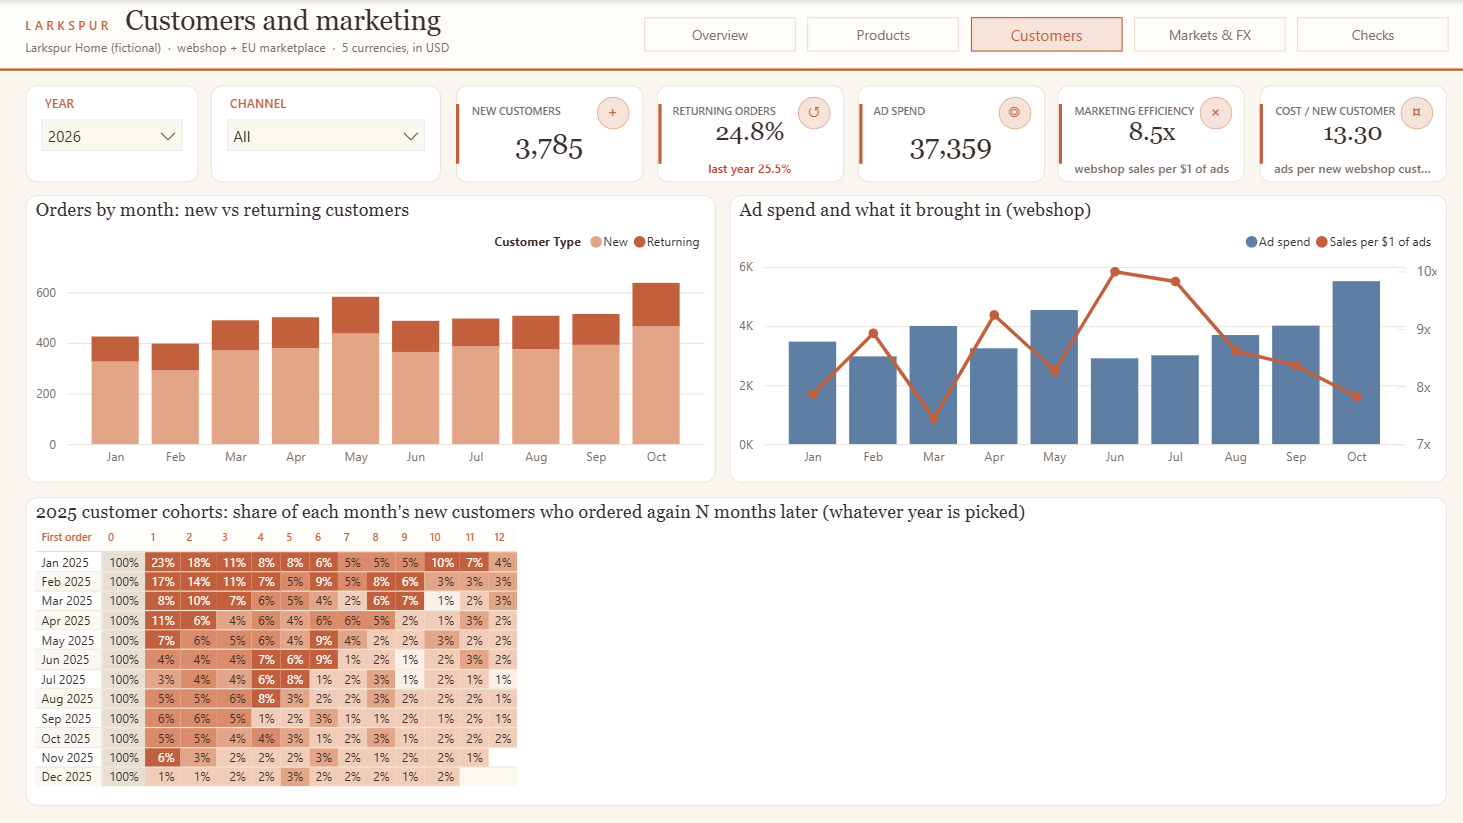 LARKSPUR Customers and marketing
Larkspur Home (fictional) · webshop + EU marketplace · 5 currencies, in USD
Overview
Products
Customers
Markets & FX
Checks
YEAR
2026
CHANNEL
All
NEW CUSTOMERS
+
3,785
RETURNING ORDERS
↺
24.8%
last year 25.5%
AD SPEND
◎
37,359
MARKETING EFFICIENCY
×
8.5x
webshop sales per $1 of ads
COST / NEW CUSTOMER
¤
13.30
ads per new webshop cust...
Orders by month: new vs returning customers
Customer Type New Returning
600
400
200
0
Jan Feb Mar Apr May Jun Jul Aug Sep Oct
Ad spend and what it brought in (webshop)
Ad spend Sales per $1 of ads
6K
4K
2K
0K
10x
9x
8x
7x
Jan Feb Mar Apr May Jun Jul Aug Sep Oct
2025 customer cohorts: share of each month's new customers who ordered again N months later (whatever year is picked)
First order 0 1 2 3 4 5 6 7 8 9 10 11 12
Jan 2025 100% 23% 18% 11% 8% 8% 6% 5% 5% 5% 10% 7% 4%
Feb 2025 100% 17% 14% 11% 7% 5% 9% 5% 8% 6% 3% 3% 3%
Mar 2025 100% 8% 10% 7% 6% 5% 4% 2% 6% 7% 1% 2% 3%
Apr 2025 100% 11% 6% 4% 6% 4% 6% 6% 5% 2% 1% 3% 2%
May 2025 100% 7% 6% 5% 6% 4% 9% 4% 2% 2% 3% 2% 2%
Jun 2025 100% 4% 4% 4% 7% 6% 9% 1% 2% 1% 2% 3% 2%
Jul 2025 100% 3% 4% 4% 6% 8% 1% 2% 3% 1% 2% 1% 1%
Aug 2025 100% 5% 5% 6% 8% 3% 2% 2% 3% 2% 2% 2% 1%
Sep 2025 100% 6% 6% 5% 1% 2% 3% 1% 1% 2% 1% 2% 1%
Oct 2025 100% 5% 5% 4% 4% 3% 1% 2% 3% 1% 2% 2% 2%
Nov 2025 100% 6% 3% 2% 2% 2% 3% 2% 1% 2% 2% 1%
Dec 2025 100% 1% 1% 2% 2% 3% 2% 2% 2% 1% 2%